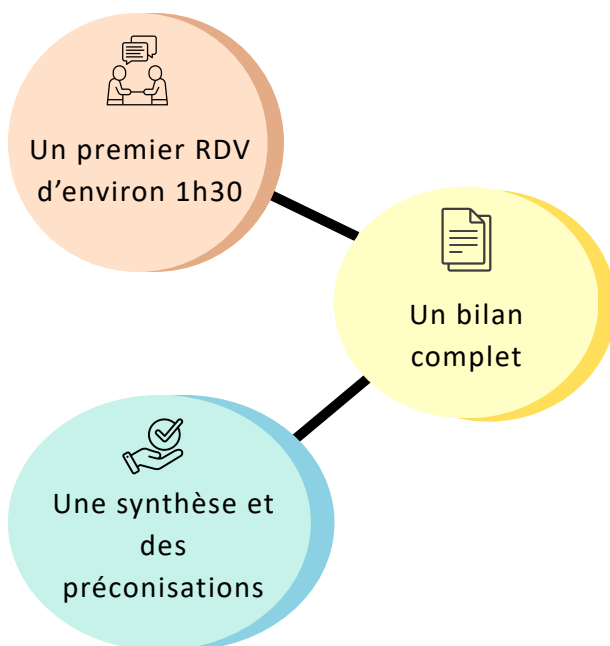 Un premier RDV
d’environ 1h30
Un bilan
complet
Une synthèse et
des
préconisations